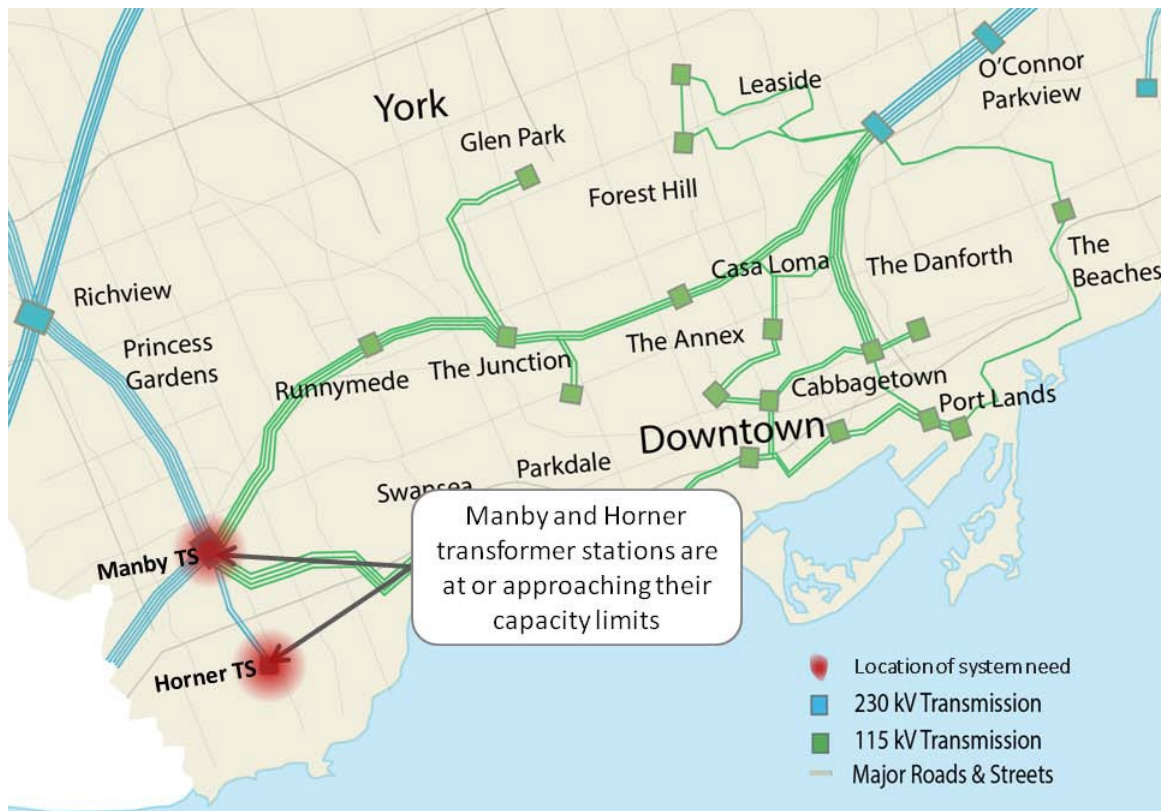 York
Leaside
O'Connor
Parkview
Glen Park
Forest Hill
Casa Loma
The Danforth
The
Beaches
Richview
Princess
Gardens
Runnymede
The Junction
The Annex
Cabbagetown
Port Lands
Downtown
Parkdale
Swansea
Manby TS
Horner TS
Manby and Horner
transformer stations are
at or approaching their
capacity limits
Location of system need
230 kV Transmission
115 kV Transmission
Major Roads & Streets